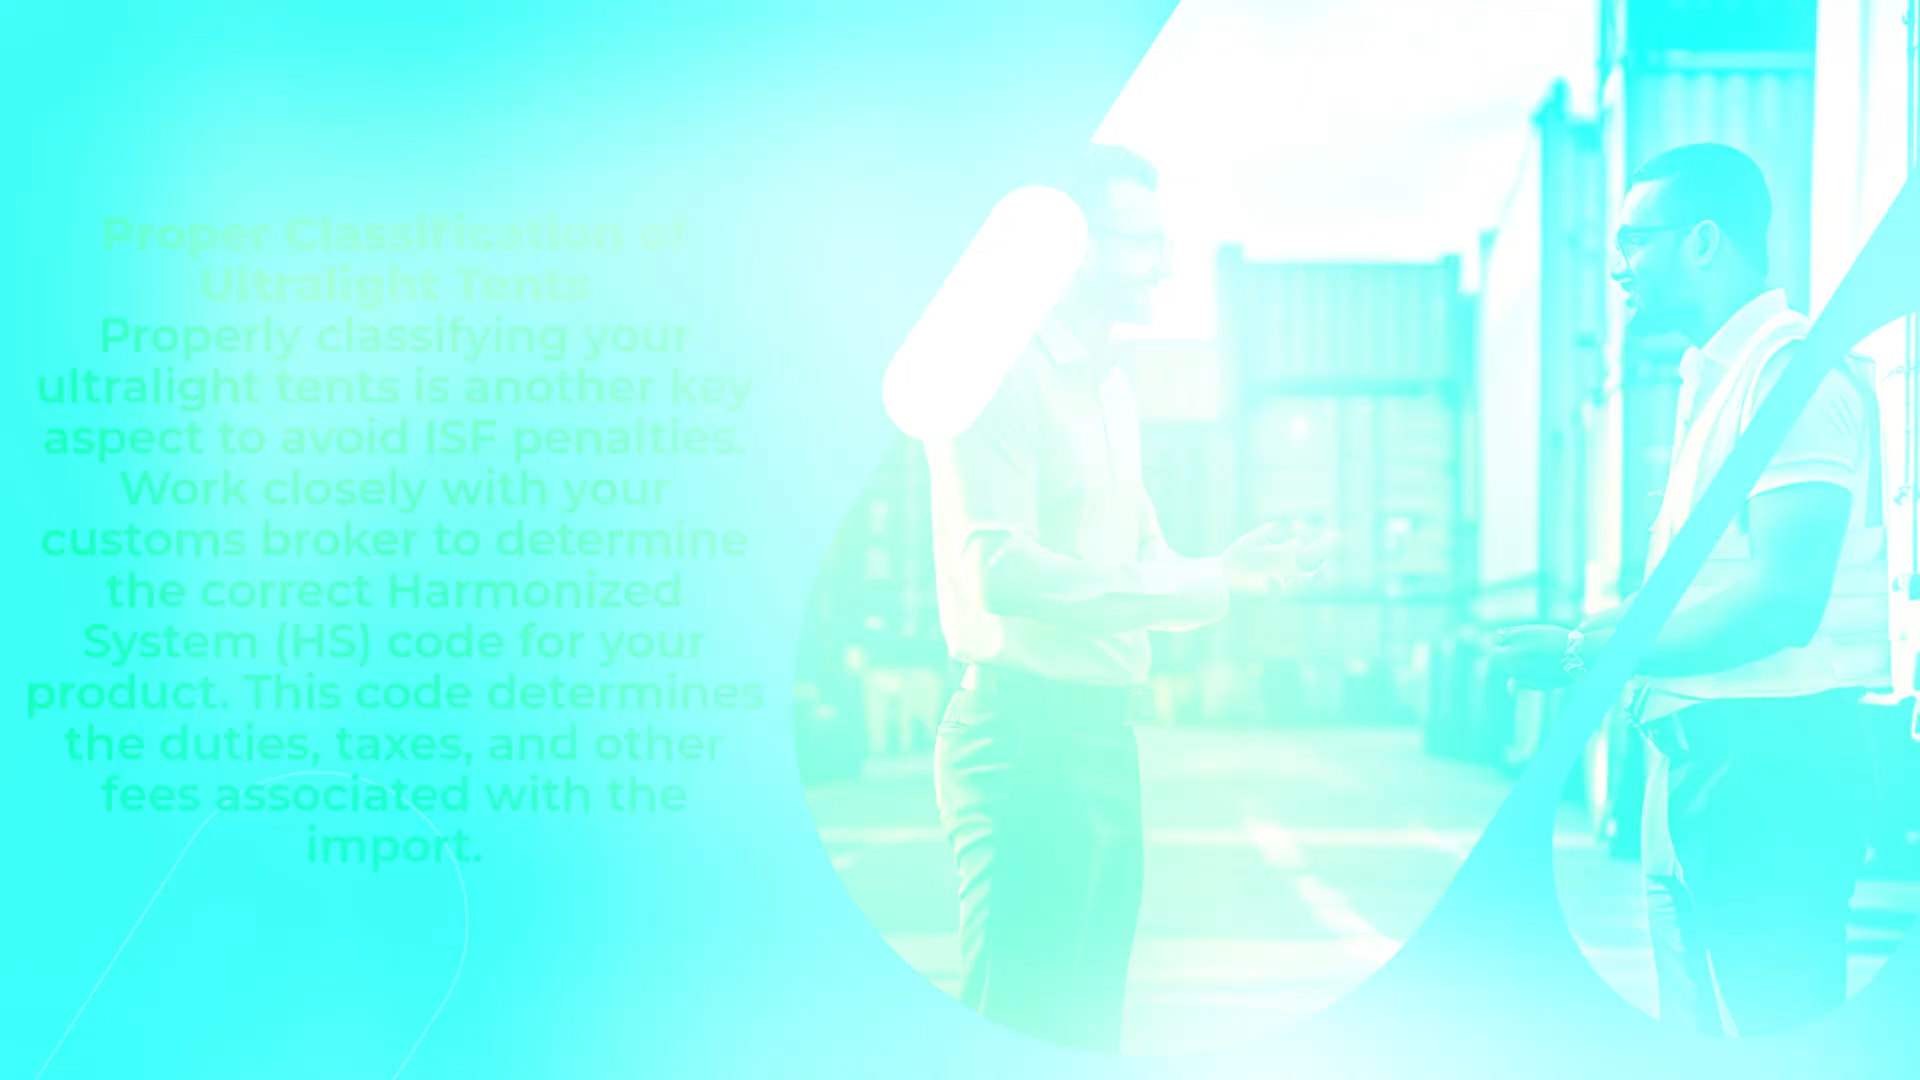 Proper Classification of
Ultralight Tents
Properly classifying your
ultralight tents is another key
aspect to avoid ISF penalties.
Work closely with your
customs broker to determine
the correct Harmonized
System (HS) code for your
product. This code determines
the duties, taxes, and other
fees associated with the
import.